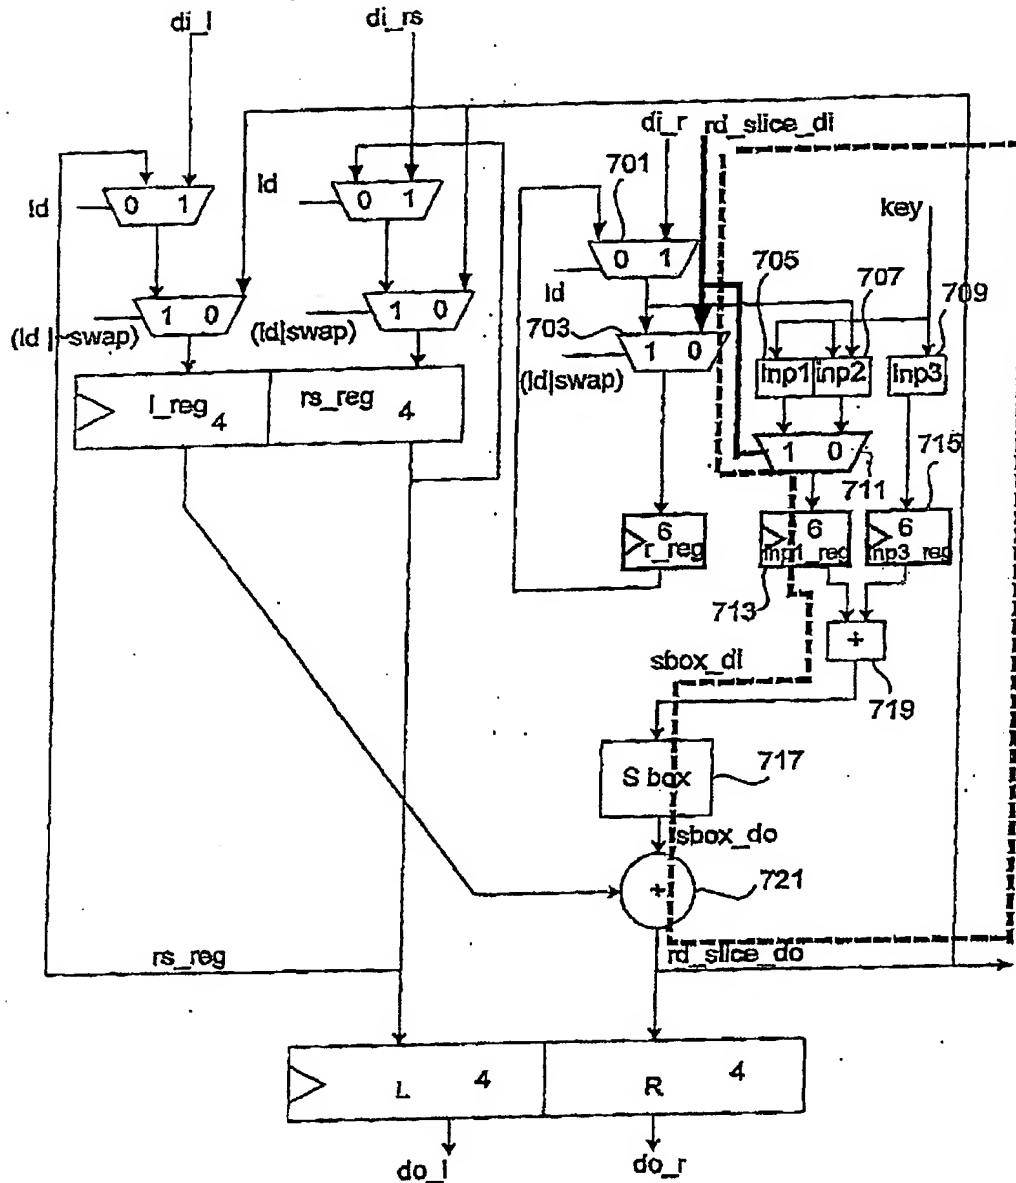 di_l di_rs
di_r rd_slice_di
701
ld 0 1 ld 0 1 key
0 1 705 707 709
ld
(ld | ~swap) 1 0 (ld|swap) 1 0 703 1 0 inp1 inp2 inp3
(ld|swap)
l_reg 4 rs_reg 4
1 0 711 715
6 r_reg 6 inp1_reg 6 inp3_reg
713
+
sbox_di 719
S box 717
sbox_do
+ 721
rs_reg rd_slice_do
L 4 R 4
do_l do_r